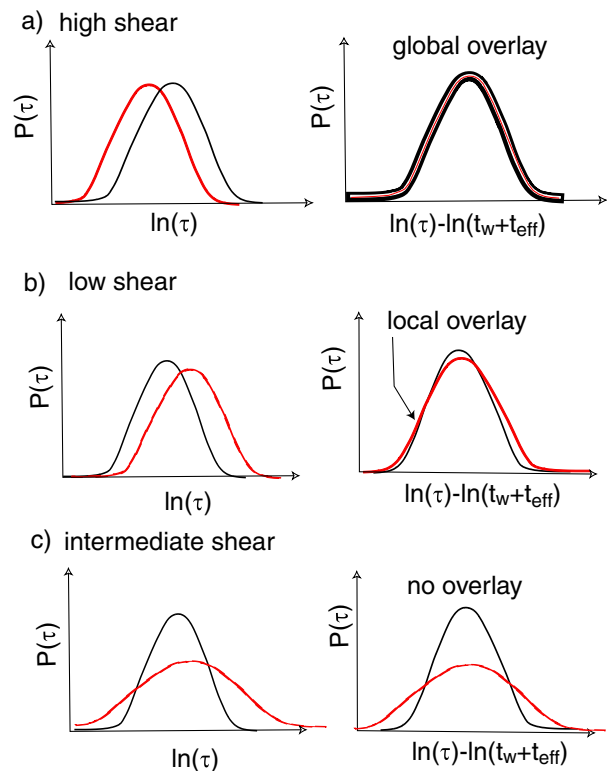 a) high shear
global overlay
P(τ)
P(τ)
ln(τ)
ln(τ)-ln(tw+teff)
b) low shear
local overlay
P(τ)
P(τ)
ln(τ)
ln(τ)-ln(tw+teff)
c) intermediate shear
no overlay
P(τ)
P(τ)
ln(τ)
ln(τ)-ln(tw+teff)